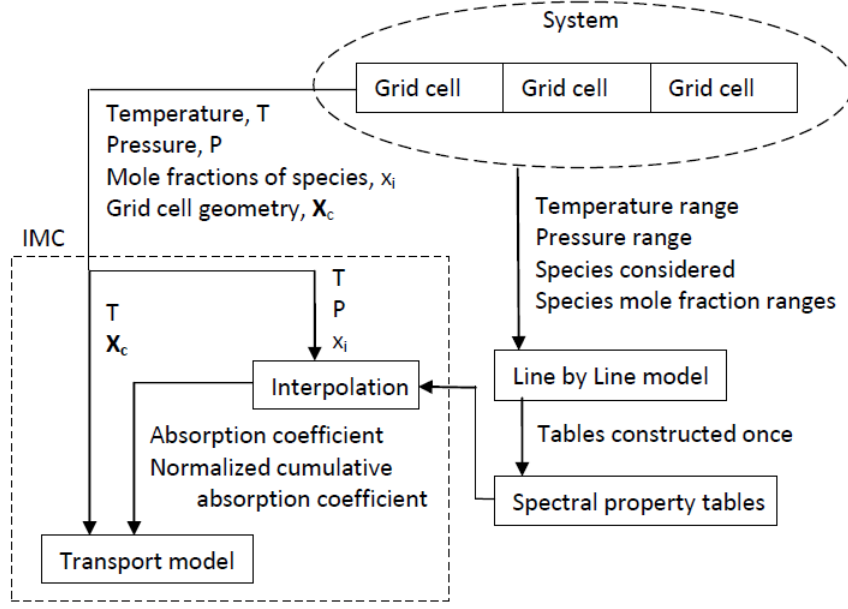 System
Grid cell Grid cell Grid cell
Temperature, T
Pressure, P
Mole fractions of species, xi
Grid cell geometry, Xc
Temperature range
Pressure range
Species considered
Species mole fraction ranges
IMC
T
Xc
T
P
xi
Interpolation
Line by Line model
Absorption coefficient
Normalized cumulative
absorption coefficient
Tables constructed once
Spectral property tables
Transport model